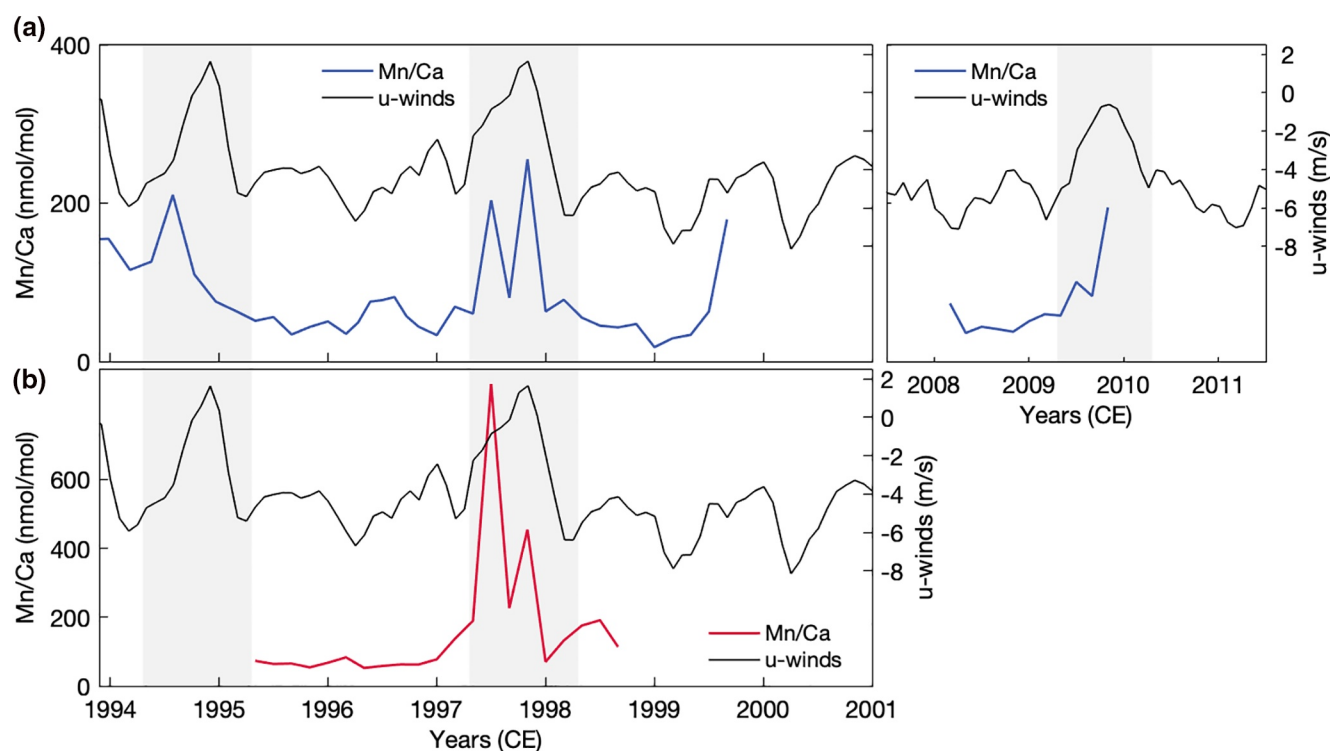 (a)
400
200
0
Mn/Ca (nmol/mol)
Mn/Ca
u-winds
Mn/Ca
u-winds
2
0
-2
-4
-6
-8
u-winds (m/s)
2008 2009 2010 2011
Years (CE)
(b)
600
400
200
0
Mn/Ca (nmol/mol)
2
0
-2
-4
-6
-8
u-winds (m/s)
Mn/Ca
u-winds
1994 1995 1996 1997 1998 1999 2000 2001
Years (CE)